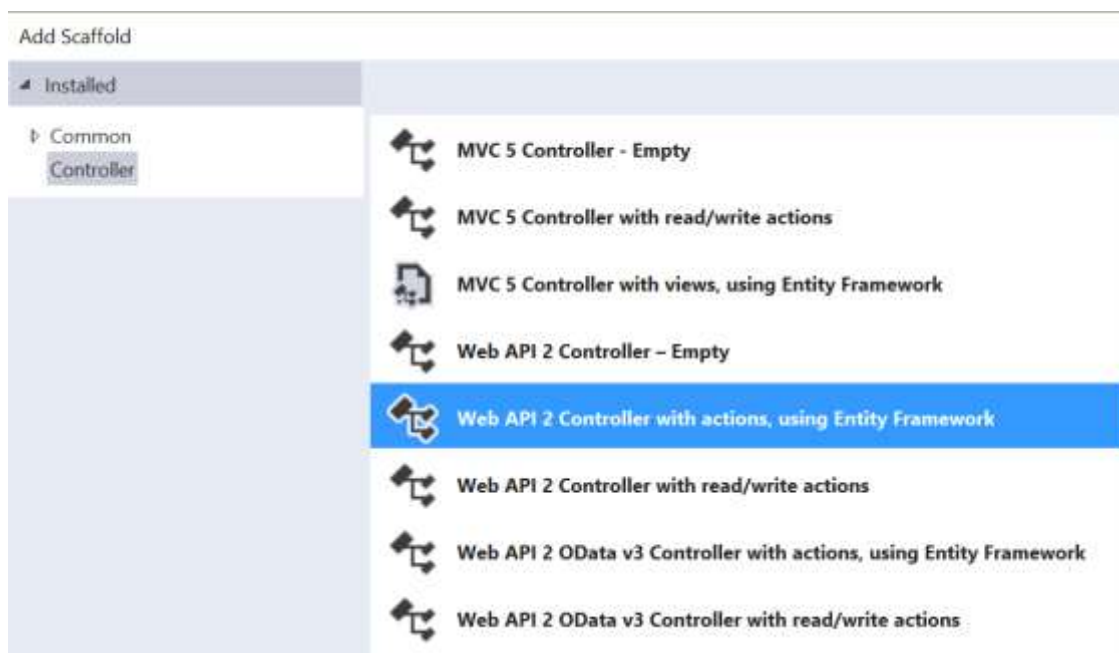 Add Scaffold
Installed
Common
Controller
MVC 5 Controller - Empty
MVC 5 Controller with read/write actions
MVC 5 Controller with views, using Entity Framework
Web API 2 Controller – Empty
Web API 2 Controller with actions, using Entity Framework
Web API 2 Controller with read/write actions
Web API 2 OData v3 Controller with actions, using Entity Framework
Web API 2 OData v3 Controller with read/write actions